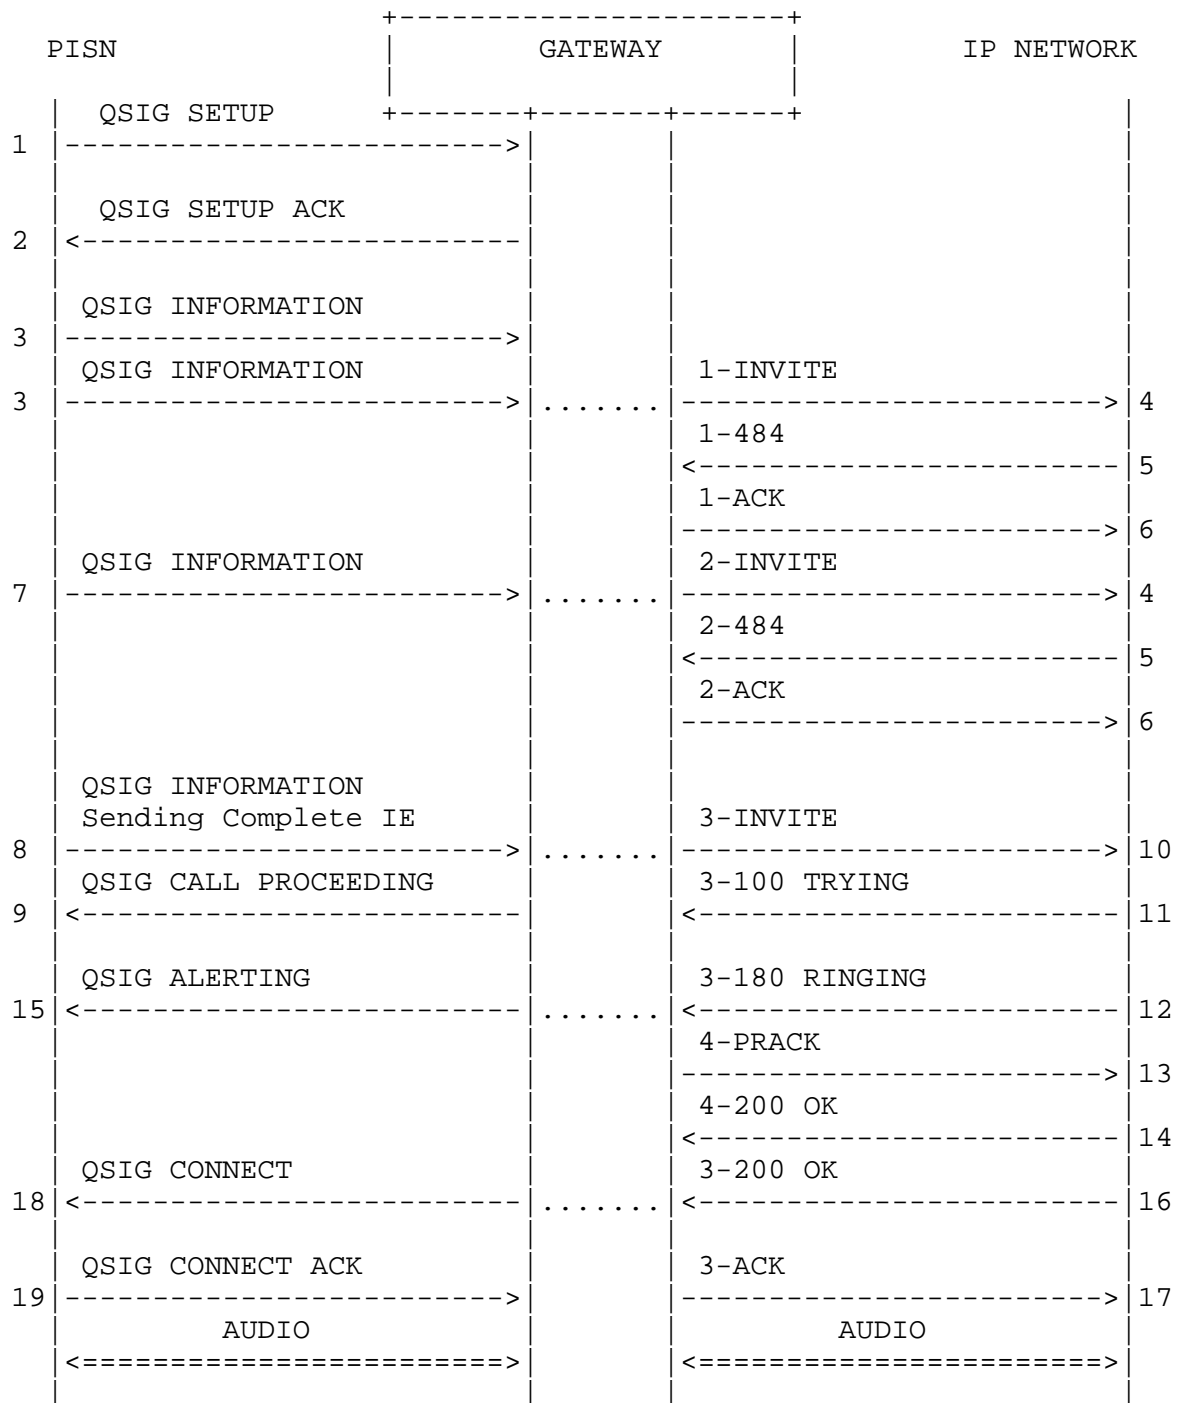 +----------------------+
  PISN               |        GATEWAY       |         IP NETWORK
                     |                      |
  |  QSIG SETUP      +-------+-------+------+                  |
1 |------------------------->|       |                         |
  |                          |       |                         |
  |  QSIG SETUP ACK          |       |                         |
2 |<-------------------------|       |                         |
  |                          |       |                         |
  | QSIG INFORMATION         |       |                         |
3 |------------------------->|       |                         |
  | QSIG INFORMATION         |       | 1-INVITE                |
3 |------------------------->|.......|------------------------>|4
  |                          |       | 1-484                   |
  |                          |       |<------------------------|5
  |                          |       | 1-ACK                   |
  |                          |       |------------------------>|6
  | QSIG INFORMATION         |       | 2-INVITE                |
7 |------------------------->|.......|------------------------>|4
  |                          |       | 2-484                   |
  |                          |       |<------------------------|5
  |                          |       | 2-ACK                   |
  |                          |       |------------------------>|6
  |                          |       |                         |
  | QSIG INFORMATION         |       |                         |
  | Sending Complete IE      |       | 3-INVITE                |
8 |------------------------->|.......|------------------------>|10
  | QSIG CALL PROCEEDING     |       | 3-100 TRYING            |
9 |<-------------------------|       |<------------------------|11
  |                          |       |                         |
  | QSIG ALERTING            |       | 3-180 RINGING           |
15|<-------------------------|.......|<------------------------|12
  |                          |       | 4-PRACK                 |
  |                          |       |------------------------>|13
  |                          |       | 4-200 OK                |
  |                          |       |<------------------------|14
  | QSIG CONNECT             |       | 3-200 OK                |
18|<-------------------------|.......|<------------------------|16
  |                          |       |                         |
  | QSIG CONNECT ACK         |       | 3-ACK                   |
19|------------------------->|       |------------------------>|17
  |         AUDIO            |       |         AUDIO           |
  |<========================>|       |<=======================>|
  |                          |       |                         |